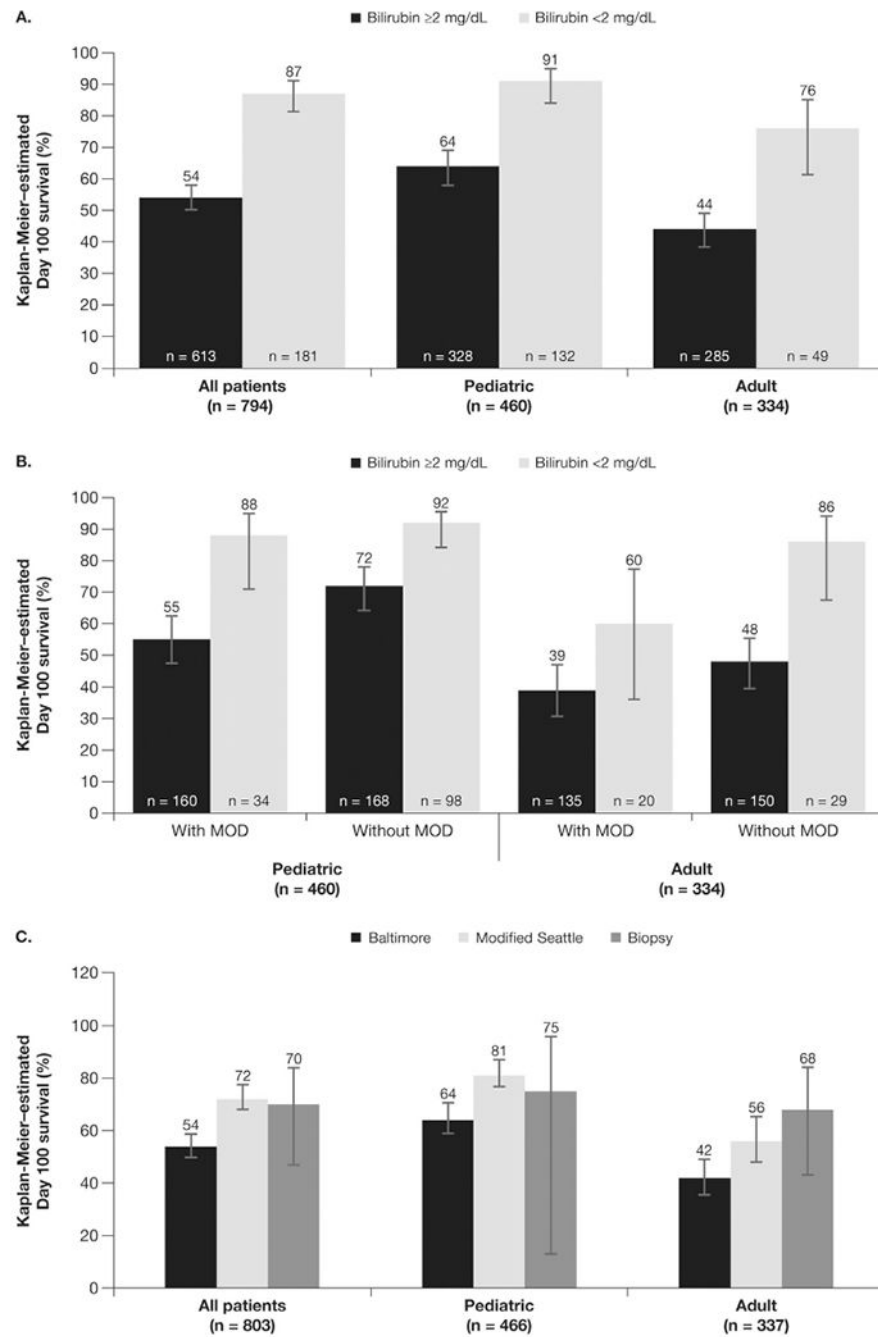 A.
Bilirubin ≥2 mg/dL Bilirubin <2 mg/dL
Kaplan-Meier–estimated
Day 100 survival (%)
100
90
80
70
60
50
40
30
20
10
0
54
87
64
91
44
76
n = 613 n = 181 n = 328 n = 132 n = 285 n = 49
All patients Pediatric Adult
(n = 794) (n = 460) (n = 334)
B.
Bilirubin ≥2 mg/dL Bilirubin <2 mg/dL
Kaplan-Meier–estimated
Day 100 survival (%)
100
90
80
70
60
50
40
30
20
10
0
55
88
72
92
39
60
48
86
n = 160 n = 34 n = 168 n = 98 n = 135 n = 20 n = 150 n = 29
With MOD Without MOD With MOD Without MOD
Pediatric Adult
(n = 460) (n = 334)
C.
Baltimore Modified Seattle Biopsy
Kaplan-Meier–estimated
Day 100 survival (%)
120
100
80
60
40
20
0
54
72
70
64
81
75
42
56
68
All patients Pediatric Adult
(n = 803) (n = 466) (n = 337)